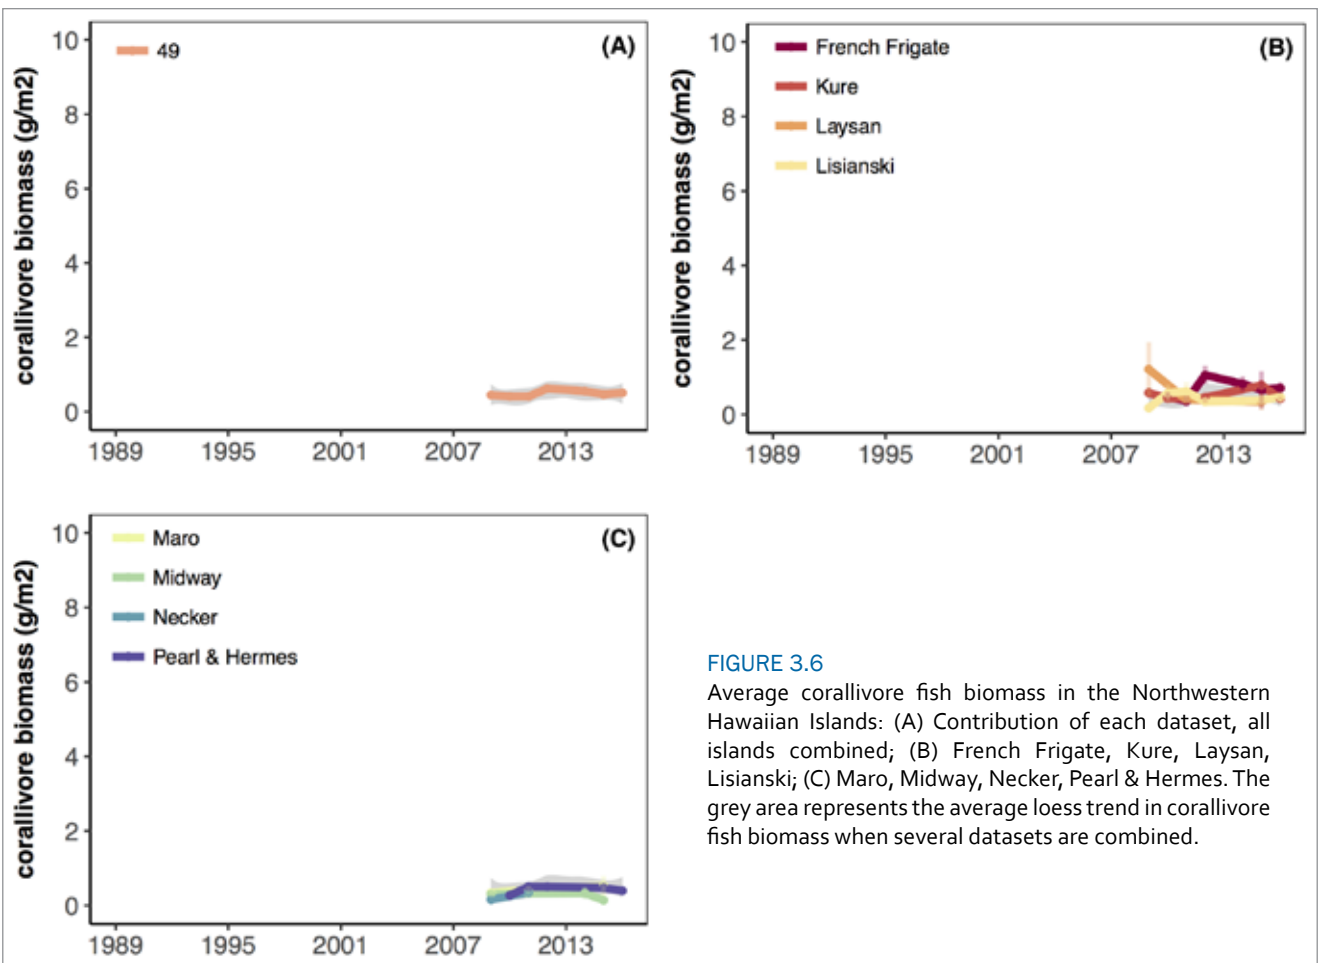 corallivore biomass (g/m2)
10
8
6
4
2
0
49
(A)
1989 1995 2001 2007 2013
corallivore biomass (g/m2)
10
8
6
4
2
0
French Frigate
Kure
Laysan
Lisianski
(B)
1989 1995 2001 2007 2013
corallivore biomass (g/m2)
10
8
6
4
2
0
Maro
Midway
Necker
Pearl & Hermes
(C)
1989 1995 2001 2007 2013
FIGURE 3.6
Average corallivore fish biomass in the Northwestern
Hawaiian Islands: (A) Contribution of each dataset, all
islands combined; (B) French Frigate, Kure, Laysan,
Lisianski; (C) Maro, Midway, Necker, Pearl & Hermes. The
grey area represents the average loess trend in corallivore
fish biomass when several datasets are combined.